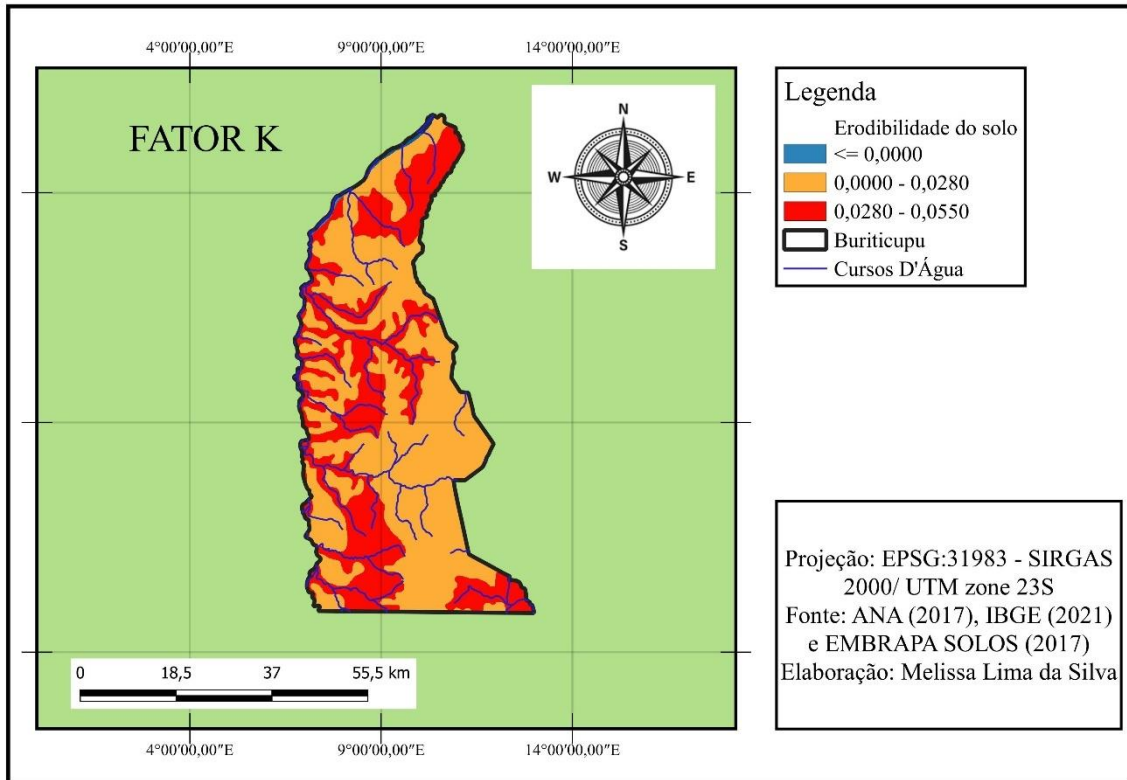 4°00'00,00"E 9°00'00,00"E 14°00'00,00"E
FATOR K
N
W E
S
Legenda
Erodibilidade do solo
<= 0,0000
0,0000 - 0,0280
0,0280 - 0,0550
Buriticupu
Cursos D'Água
Projeção: EPSG:31983 - SIRGAS
2000/ UTM zone 23S
Fonte: ANA (2017), IBGE (2021)
e EMBRAPA SOLOS (2017)
Elaboração: Melissa Lima da Silva
0 18,5 37 55,5 km
4°00'00,00"E 9°00'00,00"E 14°00'00,00"E